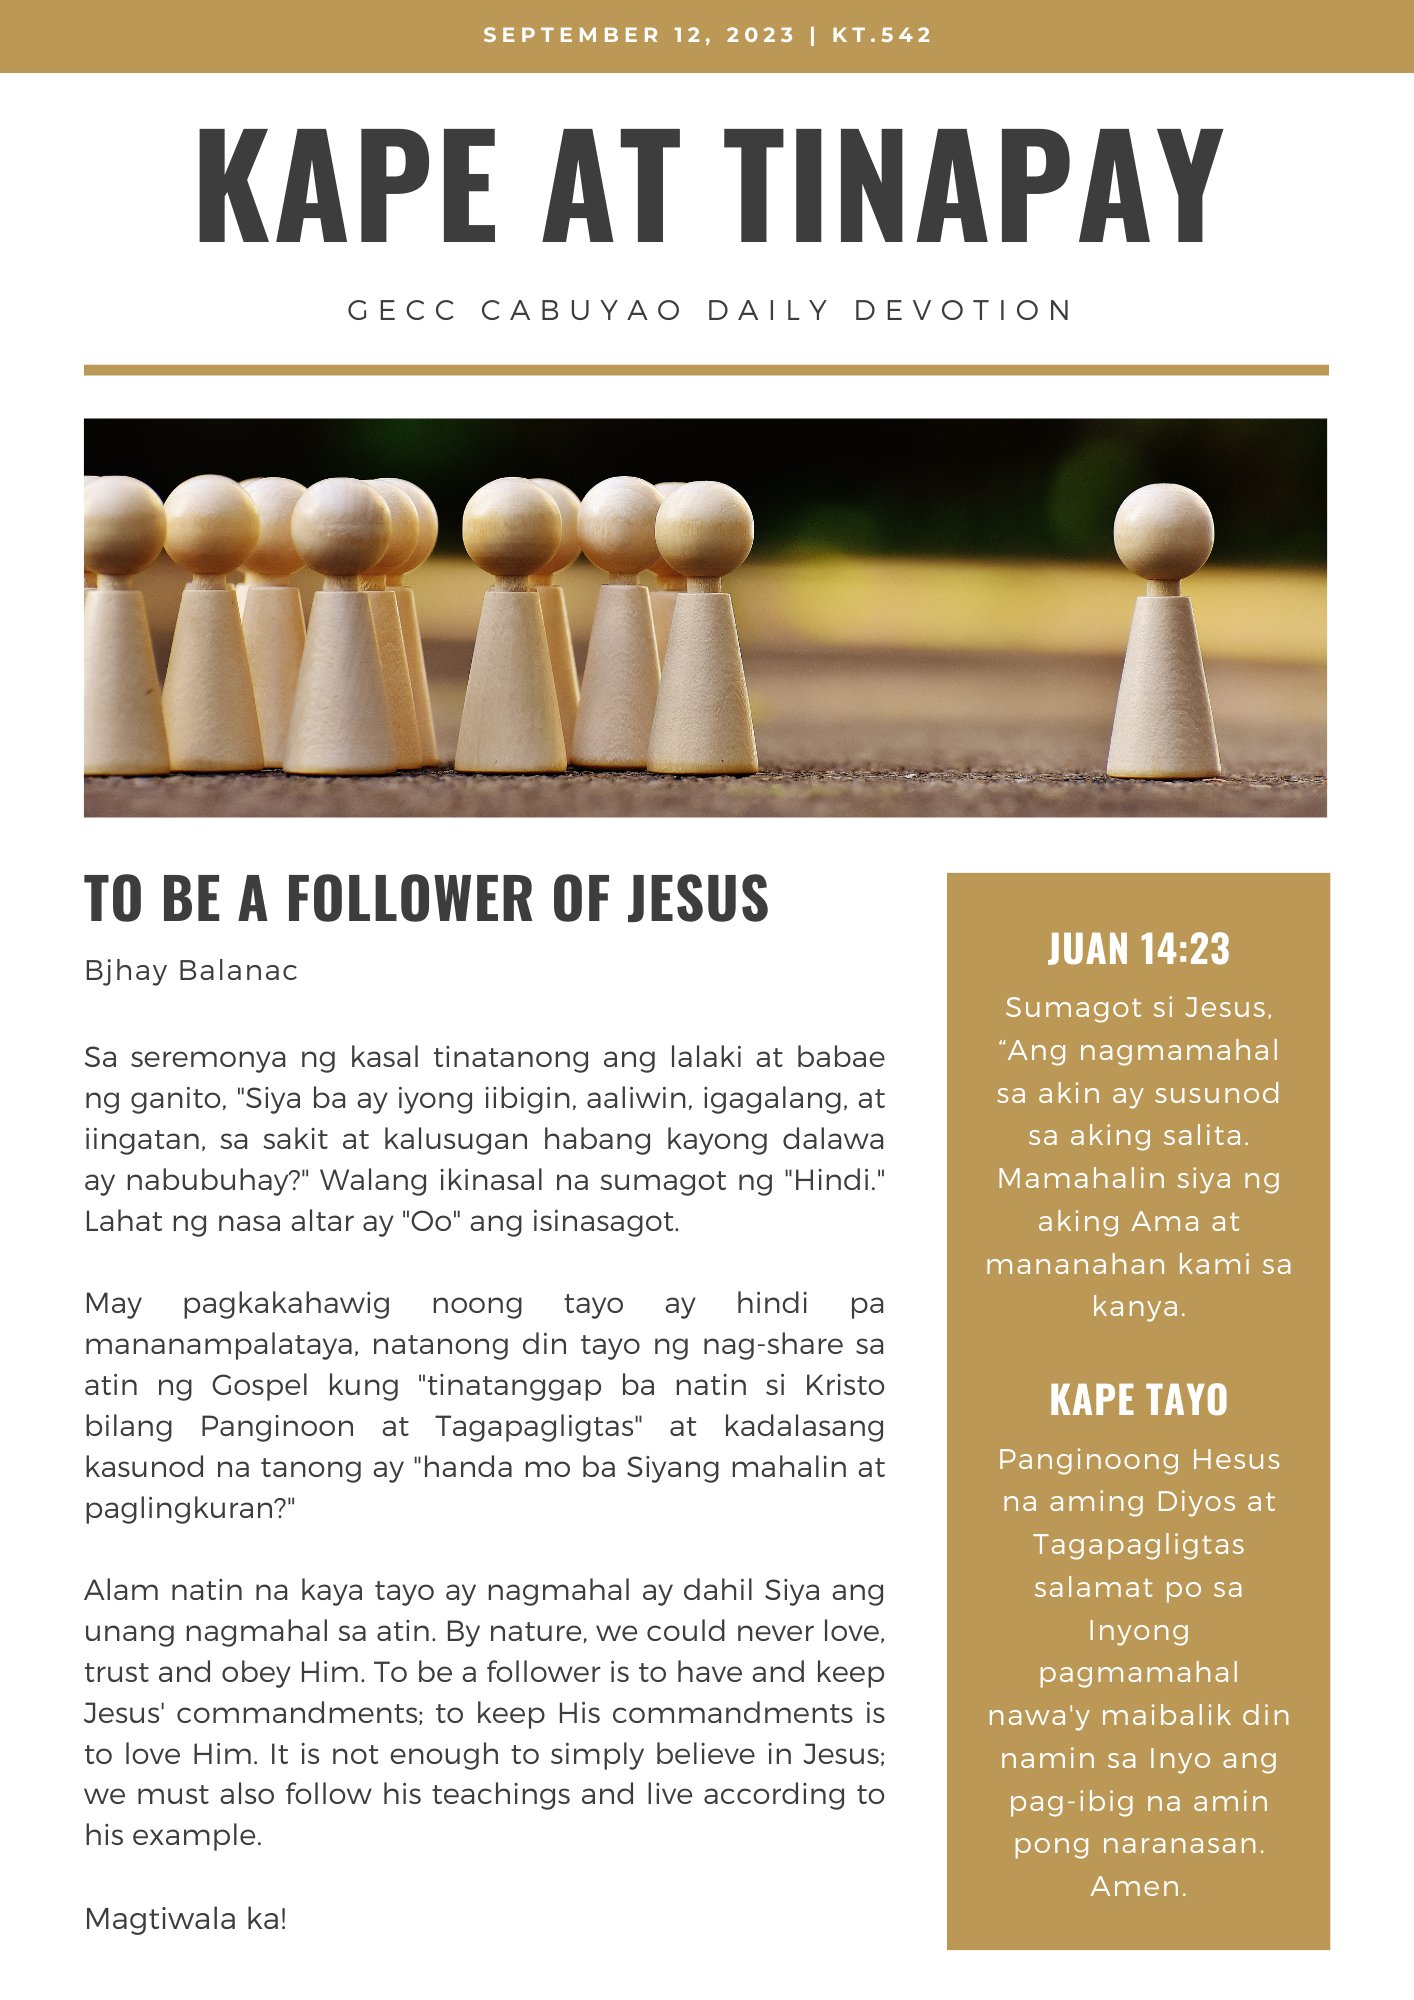 SEPTEMBER 12, 2023 | KT.542
KAPE AT TINAPAY
GECC CABUYAO DAILY DEVOTION
TO BE A FOLLOWER OF JESUS
Bjhay Balanac
Sa seremonya ng kasal tinatanong ang lalaki at babae
ng ganito, "Siya ba ay iyong iibigin, aaliwin, igagalang, at
iingatan, sa sakit at kalusugan habang kayong dalawa
ay nabubuhay?" Walang ikinasal na sumagot ng "Hindi."
Lahat ng nasa altar ay "Oo" ang isinasagot.
May pagkakahawig noong tayo ay hindi pa
mananampalataya, natanong din tayo ng nag-share sa
atin ng Gospel kung "tinatanggap ba natin si Kristo
bilang Panginoon at Tagapagligtas" at kadalasang
kasunod na tanong ay "handa mo ba Siyang mahalin at
paglingkuran?"
Alam natin na kaya tayo ay nagmahal ay dahil Siya ang
unang nagmahal sa atin. By nature, we could never love,
trust and obey Him. To be a follower is to have and keep
Jesus' commandments; to keep His commandments is
to love Him. It is not enough to simply believe in Jesus;
we must also follow his teachings and live according to
his example.
Magtiwala ka!
JUAN 14:23
Sumagot si Jesus,
“Ang nagmamahal
sa akin ay susunod
sa aking salita.
Mamahalin siya ng
aking Ama at
mananahan kami sa
kanya.
KAPE TAYO
Panginoong Hesus
na aming Diyos at
Tagapagligtas
salamat po sa
Inyong
pagmamahal
nawa'y maibalik din
namin sa Inyo ang
pag-ibig na amin
pong naranasan.
Amen.